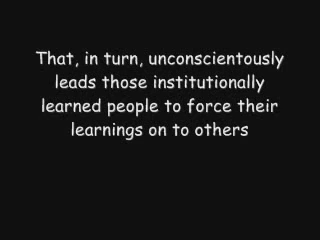 That, in turn, unconscientously
leads those institutionally
learned people to force their
learnings on to others